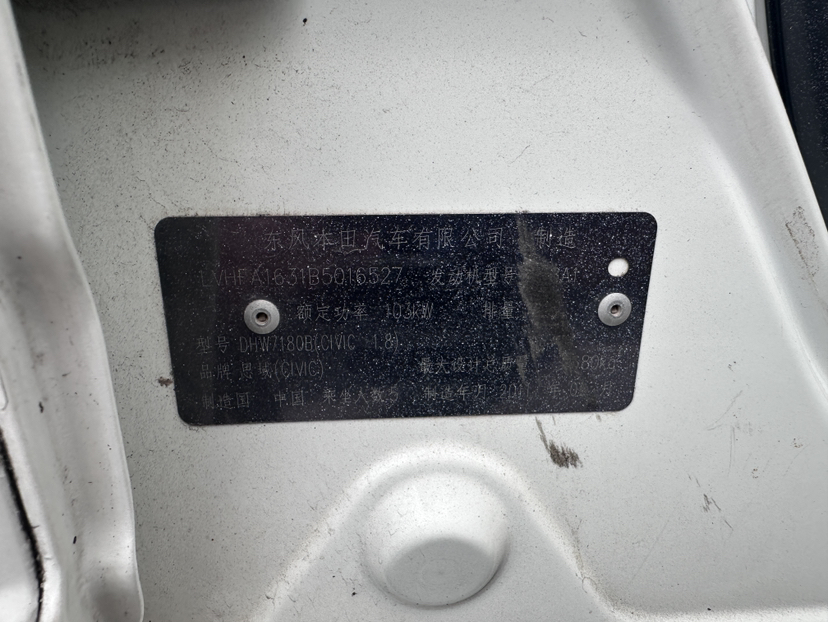 东风本田汽车有限公司 制造
LVHFA1631B5016527 发动机型号
额定功率 103kW 排量
型号 DHW7180B(CIVIC 1.8)
品牌 思域(CIVIC) 最大设计总质
制造国 中国 乘坐人数 5 制造年月 201